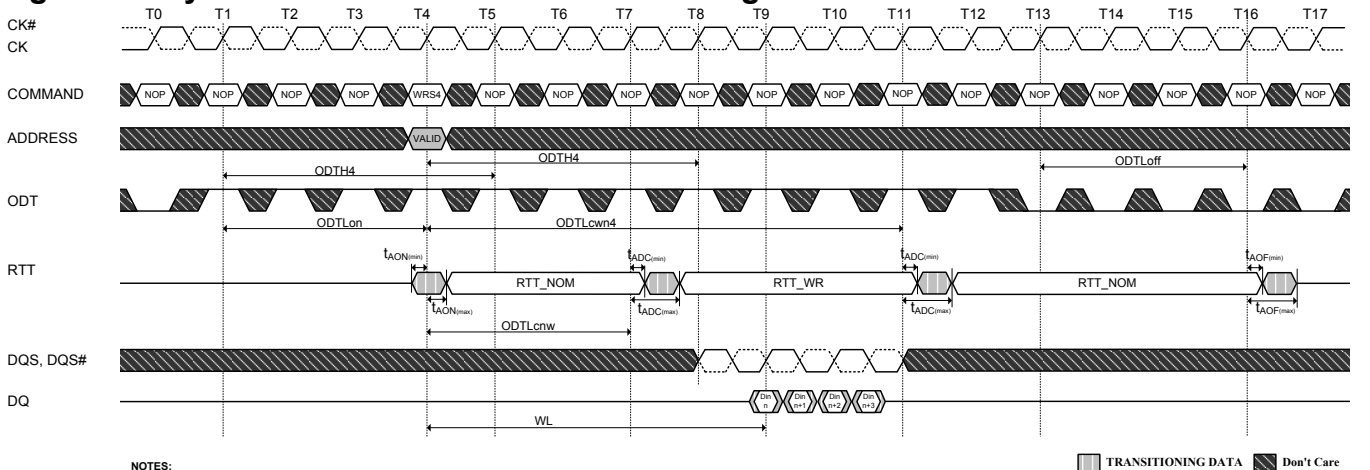 T0 T1 T2 T3 T4 T5 T6 T7 T8 T9 T10 T11 T12 T13 T14 T15 T16 T17
CK#
CK
COMMAND NOP NOP NOP NOP WRS4 NOP NOP NOP NOP NOP NOP NOP NOP NOP NOP NOP NOP NOP
ADDRESS VALID
ODTH4 ODTLoff
ODTH4
ODT
ODTLon ODTLcwn4
tAON(min) tADC(min) tADC(min) tAOF(min)
RTT RTT_NOM RTT_WR RTT_NOM
tAON(max) tADC(max) tADC(max) tAOF(max)
ODTLcnw
DQS, DQS#
DQ Din n Din n+1 Din n+2 Din n+3
WL
NOTES:
TRANSITIONING DATA Don't Care